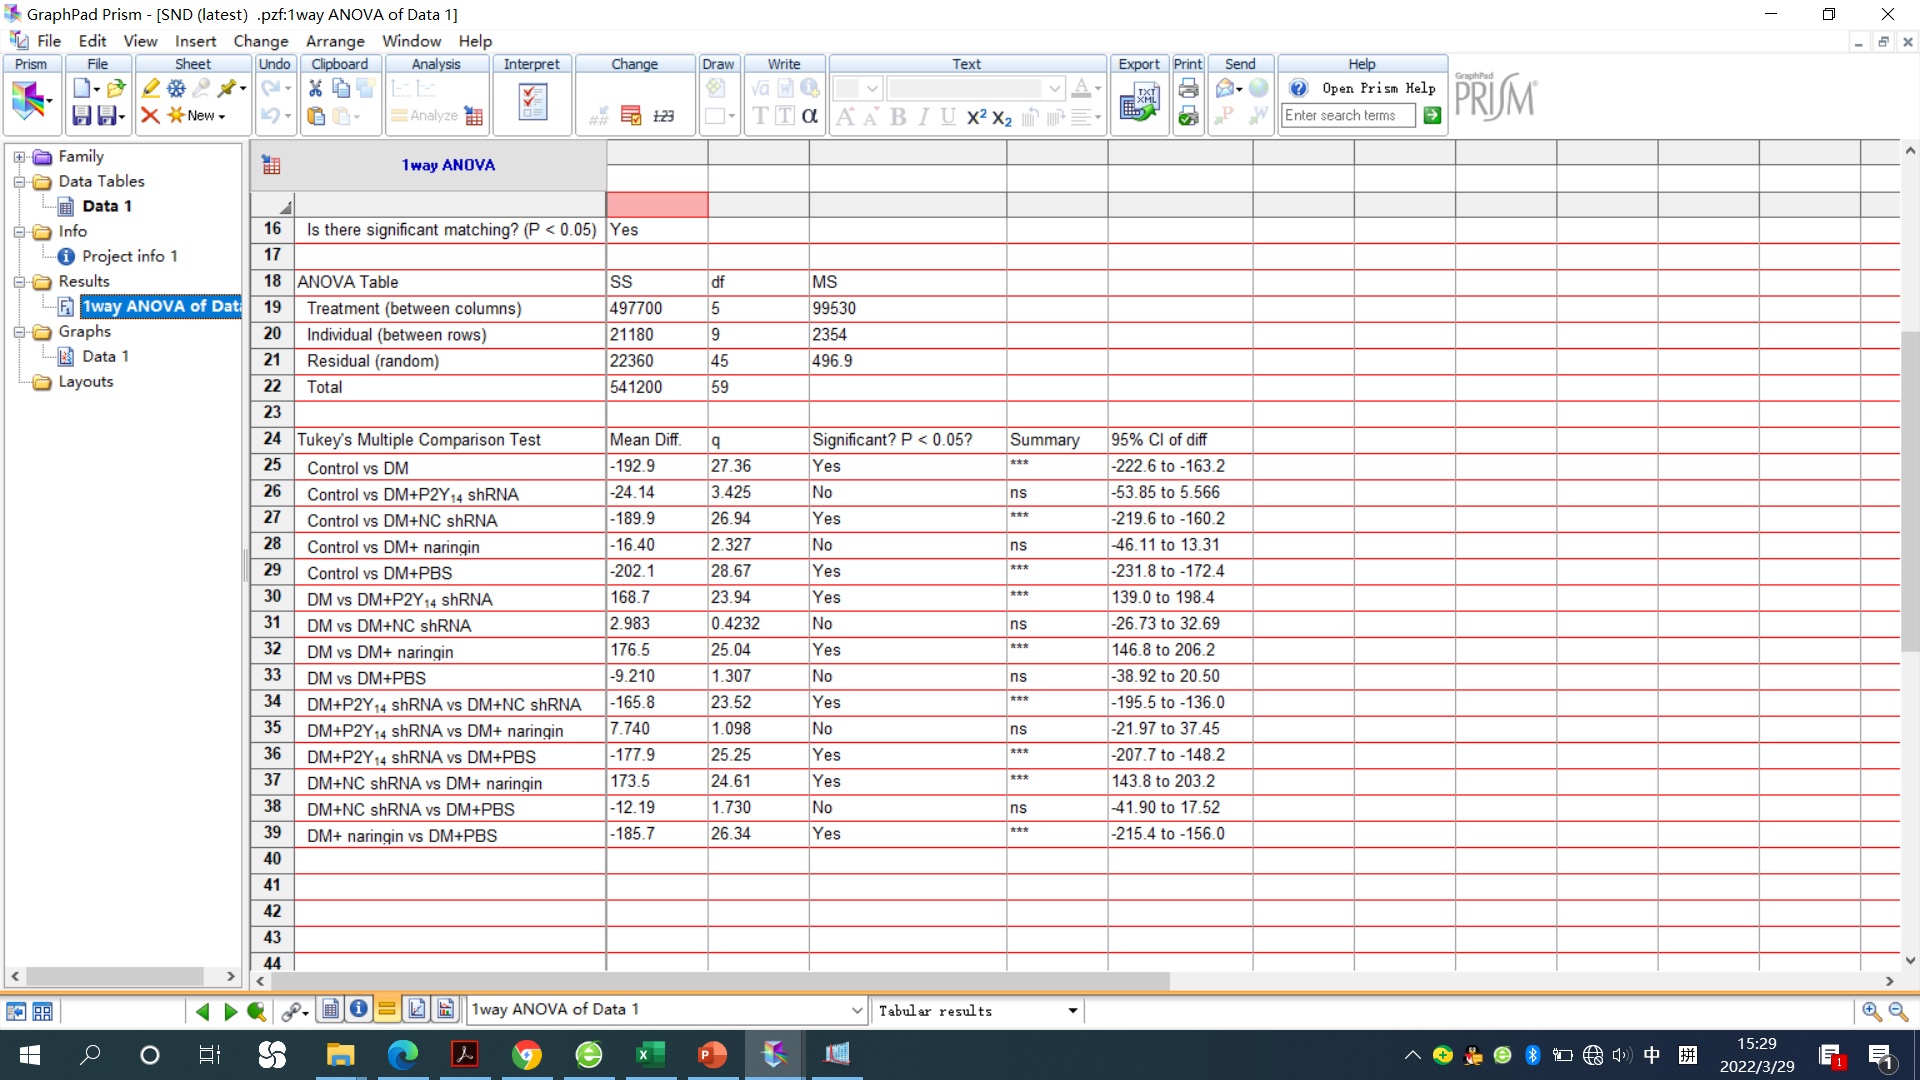 GraphPad Prism - [SND (latest)  .pzf:1way ANOVA of Data 1]
File Edit View Insert Change Arrange Window Help
Prism File Sheet Undo Clipboard Analysis Interpret Change Draw Write Text Export Print Send Help
Open Prism Help
GraphPad
PRISM
Analyze
New
Enter search terms
Family
Data Tables
Data 1
Info
Project info 1
Results
1way ANOVA of Dat
Graphs
Data 1
Layouts
1way ANOVA
16 Is there significant matching? (P < 0.05) Yes
17
18 ANOVA Table SS df MS
19 Treatment (between columns) 497700 5 99530
20 Individual (between rows) 21180 9 2354
21 Residual (random) 22360 45 496.9
22 Total 541200 59
23
24 Tukey's Multiple Comparison Test Mean Diff. q Significant? P < 0.05? Summary 95% CI of diff
25 Control vs DM -192.9 27.36 Yes *** -222.6 to -163.2
26 Control vs DM+P2Y₁₄ shRNA -24.14 3.425 No ns -53.85 to 5.566
27 Control vs DM+NC shRNA -189.9 26.94 Yes *** -219.6 to -160.2
28 Control vs DM+ naringin -16.40 2.327 No ns -46.11 to 13.31
29 Control vs DM+PBS -202.1 28.67 Yes *** -231.8 to -172.4
30 DM vs DM+P2Y₁₄ shRNA 168.7 23.94 Yes *** 139.0 to 198.4
31 DM vs DM+NC shRNA 2.983 0.4232 No ns -26.73 to 32.69
32 DM vs DM+ naringin 176.5 25.04 Yes *** 146.8 to 206.2
33 DM vs DM+PBS -9.210 1.307 No ns -38.92 to 20.50
34 DM+P2Y₁₄ shRNA vs DM+NC shRNA -165.8 23.52 Yes *** -195.5 to -136.0
35 DM+P2Y₁₄ shRNA vs DM+ naringin 7.740 1.098 No ns -21.97 to 37.45
36 DM+P2Y₁₄ shRNA vs DM+PBS -177.9 25.25 Yes *** -207.7 to -148.2
37 DM+NC shRNA vs DM+ naringin 173.5 24.61 Yes *** 143.8 to 203.2
38 DM+NC shRNA vs DM+PBS -12.19 1.730 No ns -41.90 to 17.52
39 DM+ naringin vs DM+PBS -185.7 26.34 Yes *** -215.4 to -156.0
40
41
42
43
44
1way ANOVA of Data 1 Tabular results
中 拼 15:29
2022/3/29
1
1